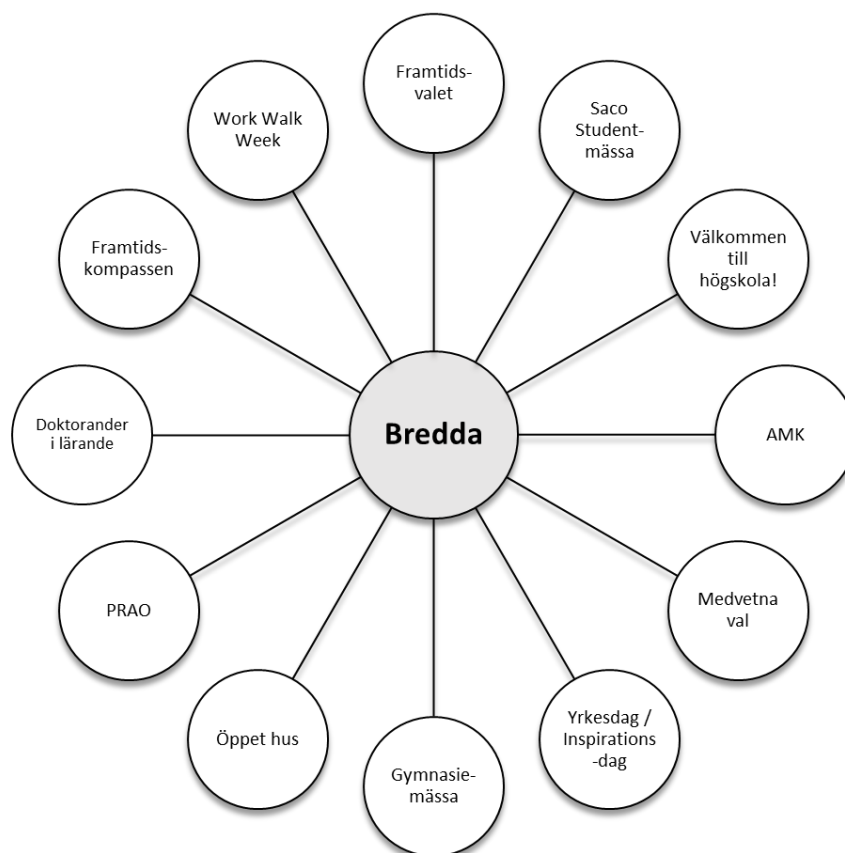 Framtids-
valet
Saco
Student-
mässa
Välkommen
till
högskola!
AMK
Medvetna
val
Yrkesdag /
Inspirations
-dag
Gymnasie-
mässa
Öppet hus
PRAO
Doktorander
i lärande
Framtids-
kompassen
Work Walk
Week
Bredda